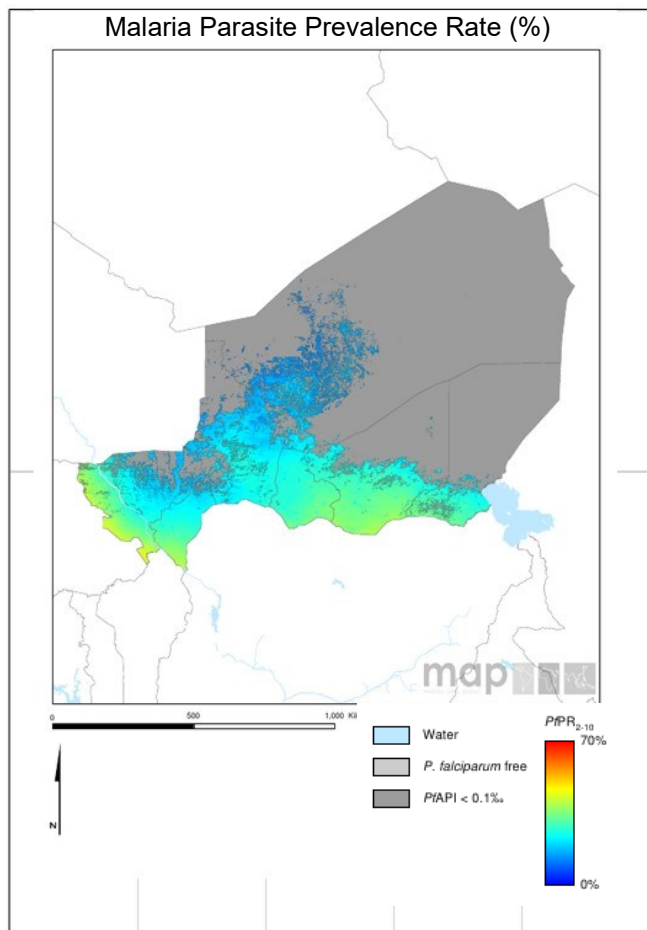 Malaria Parasite Prevalence Rate (%)
map
0 500 1,000 Ki
Water
P. falciparum free
PfAPI < 0.1‰
PfPR2-10
70%
0%
N